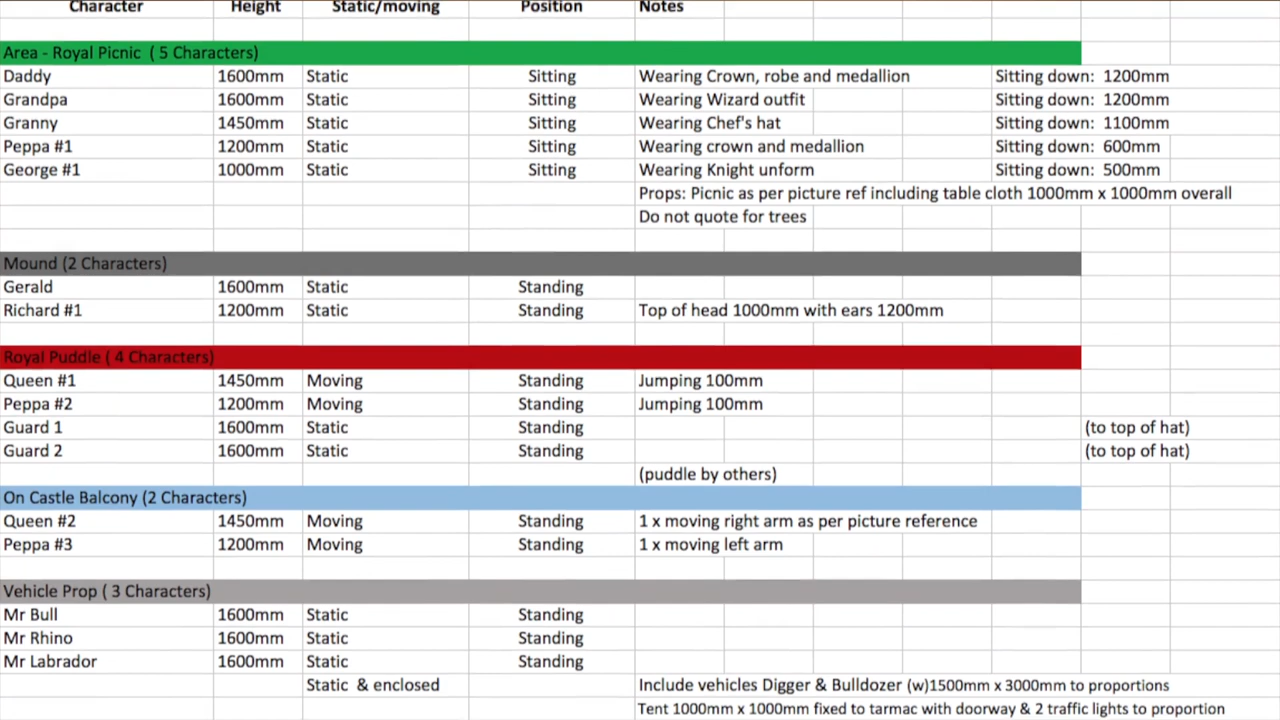 Character Height Static/moving Position Notes
Area - Royal Picnic ( 5 Characters)
Daddy 1600mm Static Sitting Wearing Crown, robe and medallion Sitting down: 1200mm
Grandpa 1600mm Static Sitting Wearing Wizard outfit Sitting down: 1200mm
Granny 1450mm Static Sitting Wearing Chef's hat Sitting down: 1100mm
Peppa #1 1200mm Static Sitting Wearing crown and medallion Sitting down: 600mm
George #1 1000mm Static Sitting Wearing Knight unform Sitting down: 500mm
Props: Picnic as per picture ref including table cloth 1000mm x 1000mm overall
Do not quote for trees
Mound (2 Characters)
Gerald 1600mm Static Standing
Richard #1 1200mm Static Standing Top of head 1000mm with ears 1200mm
Royal Puddle ( 4 Characters)
Queen #1 1450mm Moving Standing Jumping 100mm
Peppa #2 1200mm Moving Standing Jumping 100mm
Guard 1 1600mm Static Standing (to top of hat)
Guard 2 1600mm Static Standing (to top of hat)
(puddle by others)
On Castle Balcony (2 Characters)
Queen #2 1450mm Moving Standing 1 x moving right arm as per picture reference
Peppa #3 1200mm Moving Standing 1 x moving left arm
Vehicle Prop ( 3 Characters)
Mr Bull 1600mm Static Standing
Mr Rhino 1600mm Static Standing
Mr Labrador 1600mm Static Standing
Static & enclosed Include vehicles Digger & Bulldozer (w)1500mm x 3000mm to proportions
Tent 1000mm x 1000mm fixed to tarmac with doorway & 2 traffic lights to proportion